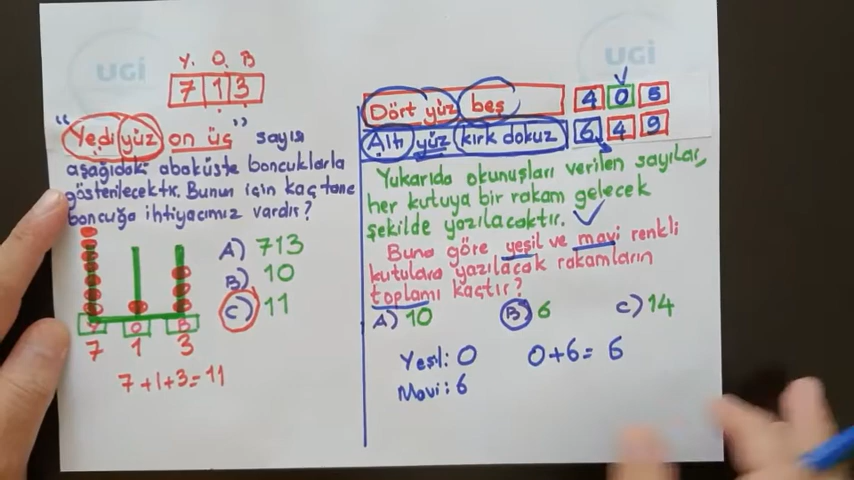 UGİ
UGİ
Y. O. B
7 1 3
"Yedi yüz on üç" sayısı
aşağıdaki abaküste boncuklarla
gösterilecektir. Bunun için kaç tane
boncuğa ihtiyacımız vardır?
A) 713
B) 10
C) 11
Y O B
7 1 3
7+1+3=11
Dört yüz beş 4 0 5
Altı yüz kırk dokuz 6 4 9
Yukarıda okunuşları verilen sayılar,
her kutuya bir rakam gelecek
şekilde yazılacaktır.
Buna göre yeşil ve mavi renkli
kutulara yazılacak rakamların
toplamı kaçtır?
A) 10 B) 6 C) 14
Yeşil: 0 0+6= 6
Mavi: 6